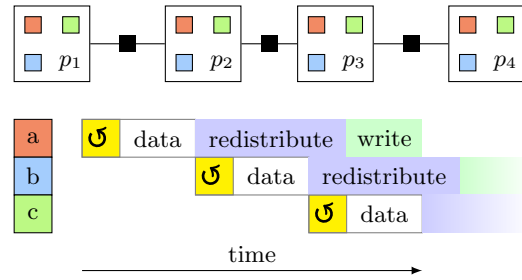 p1 p2 p3 p4
a ↺ data redistribute write
b ↺ data redistribute
c ↺ data
time